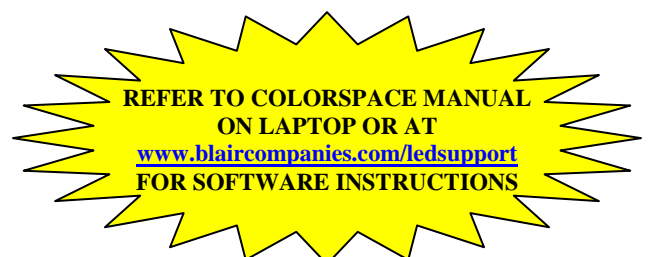 REFER TO COLORSPACE MANUAL
ON LAPTOP OR AT
www.blaircompanies.com/ledsupport
FOR SOFTWARE INSTRUCTIONS